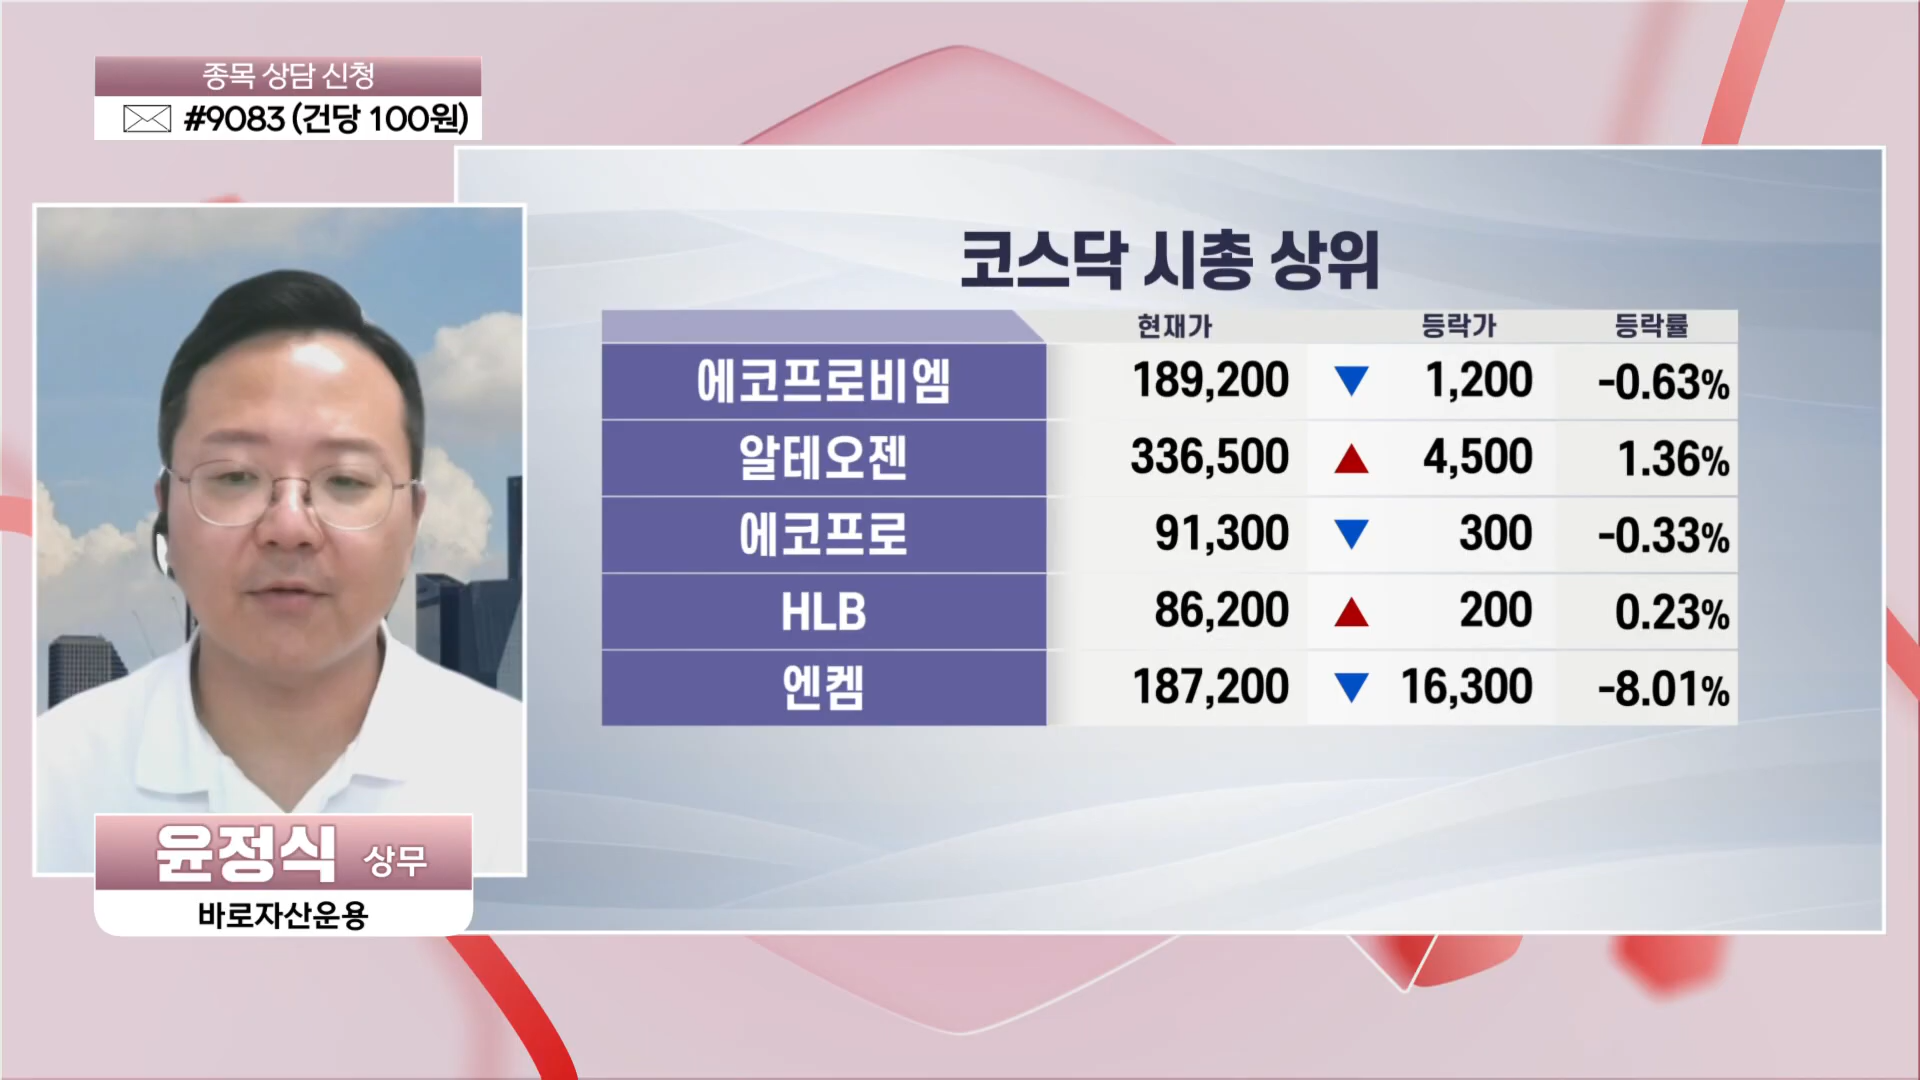 종목 상담 신청
#9083 (건당 100원)
코스닥 시총 상위
현재가 등락가 등락률
에코프로비엠 189,200 ▼ 1,200 -0.63%
알테오젠 336,500 ▲ 4,500 1.36%
에코프로 91,300 ▼ 300 -0.33%
HLB 86,200 ▲ 200 0.23%
엔켐 187,200 ▼ 16,300 -8.01%
윤정식 상무
바로자산운용